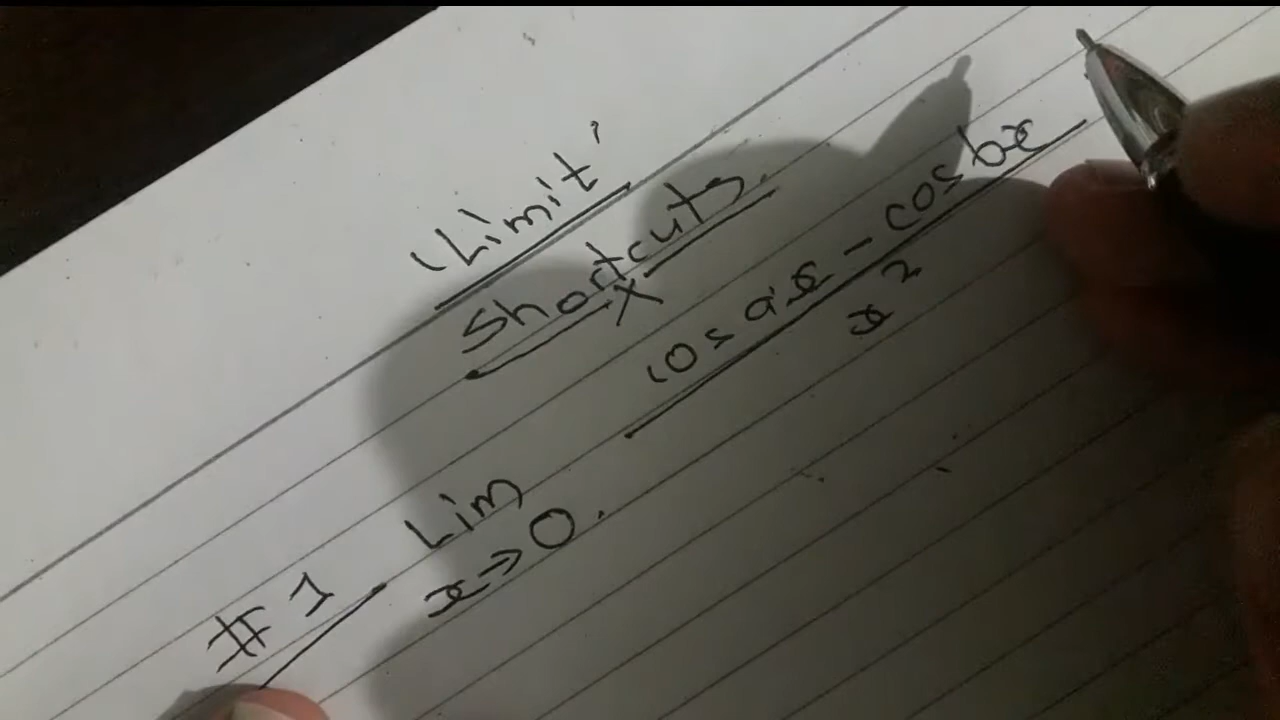 'Limit'
Shortcuts.
#1 Lim x→0. cos ax - cos bx / x²